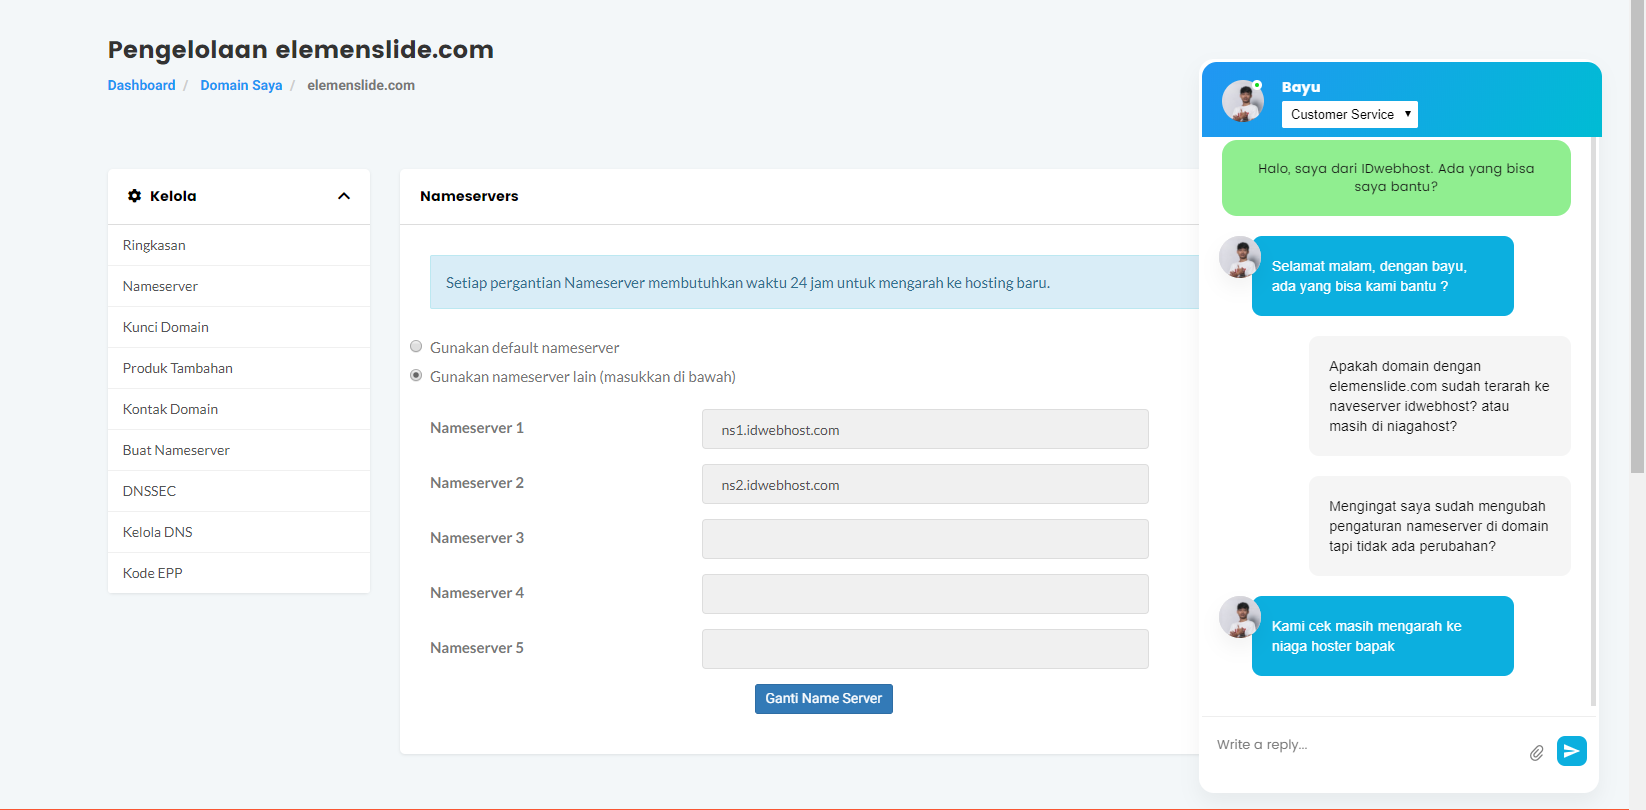 Pengelolaan elemenslide.com
Dashboard / Domain Saya / elemenslide.com
Kelola
Ringkasan
Nameserver
Kunci Domain
Produk Tambahan
Kontak Domain
Buat Nameserver
DNSSEC
Kelola DNS
Kode EPP
Nameservers
Setiap pergantian Nameserver membutuhkan waktu 24 jam untuk mengarah ke hosting baru.
Gunakan default nameserver
Gunakan nameserver lain (masukkan di bawah)
Nameserver 1 ns1.idwebhost.com
Nameserver 2 ns2.idwebhost.com
Nameserver 3
Nameserver 4
Nameserver 5
Ganti Name Server
Bayu
Customer Service
Halo, saya dari IDwebhost. Ada yang bisa
saya bantu?
Selamat malam, dengan bayu,
ada yang bisa kami bantu ?
Apakah domain dengan
elemenslide.com sudah terarah ke
naveserver idwebhost? atau
masih di niagahost?
Mengingat saya sudah mengubah
pengaturan nameserver di domain
tapi tidak ada perubahan?
Kami cek masih mengarah ke
niaga hoster bapak
Write a reply...